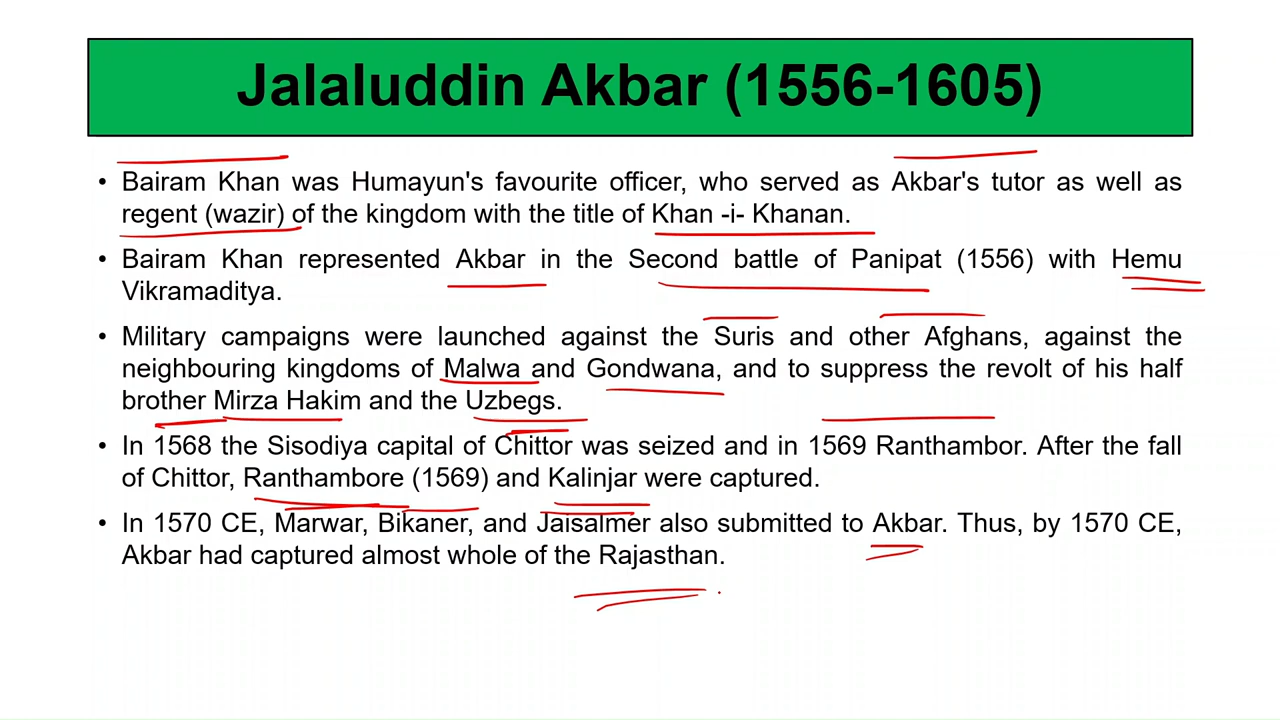 Jalaluddin Akbar (1556-1605)
• Bairam Khan was Humayun's favourite officer, who served as Akbar's tutor as well as
regent (wazir) of the kingdom with the title of Khan -i- Khanan.
• Bairam Khan represented Akbar in the Second battle of Panipat (1556) with Hemu
Vikramaditya.
• Military campaigns were launched against the Suris and other Afghans, against the
neighbouring kingdoms of Malwa and Gondwana, and to suppress the revolt of his half
brother Mirza Hakim and the Uzbegs.
• In 1568 the Sisodiya capital of Chittor was seized and in 1569 Ranthambor. After the fall
of Chittor, Ranthambore (1569) and Kalinjar were captured.
• In 1570 CE, Marwar, Bikaner, and Jaisalmer also submitted to Akbar. Thus, by 1570 CE,
Akbar had captured almost whole of the Rajasthan.